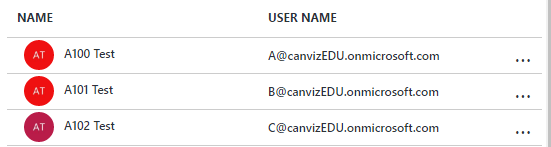 NAME USER NAME
AT A100 Test A@canvizEDU.onmicrosoft.com ...
AT A101 Test B@canvizEDU.onmicrosoft.com ...
AT A102 Test C@canvizEDU.onmicrosoft.com ...